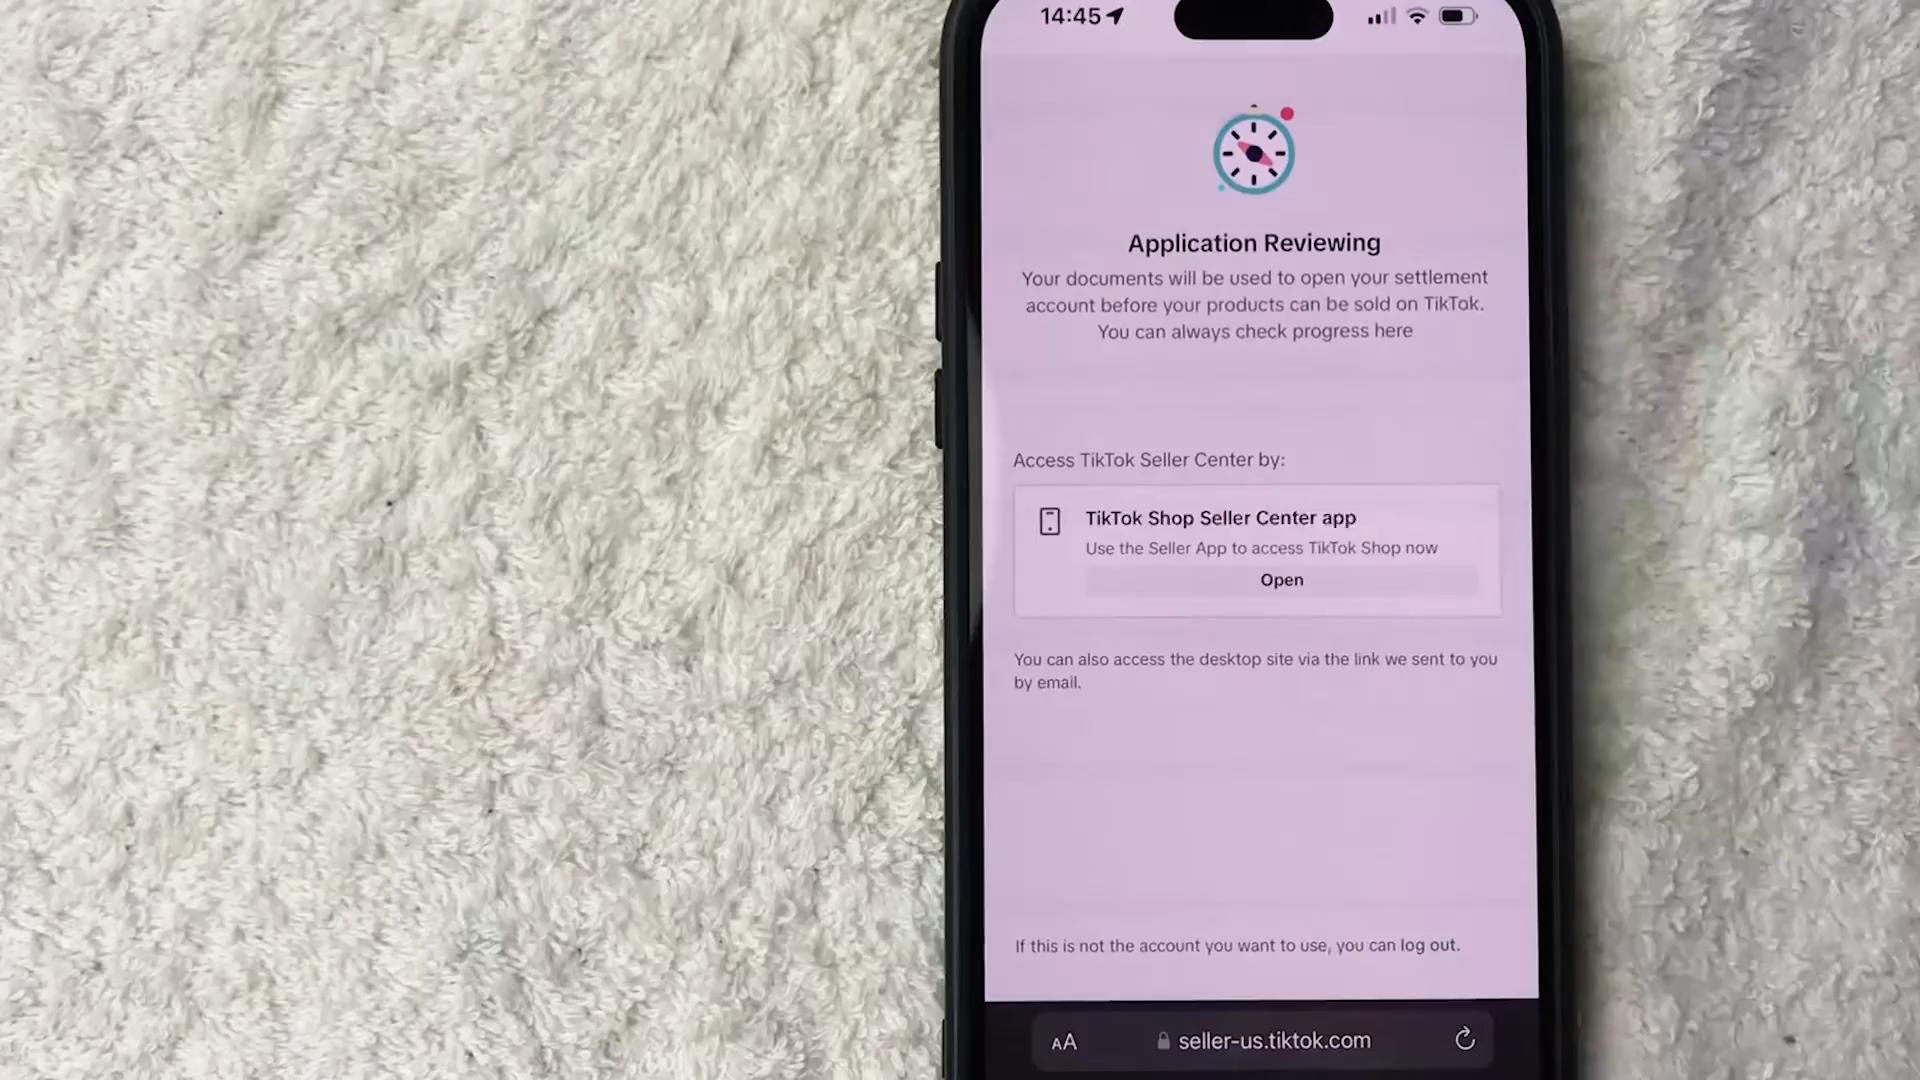 14:45
Application Reviewing
Your documents will be used to open your settlement
account before your products can be sold on TikTok.
You can always check progress here
Access TikTok Seller Center by:
TikTok Shop Seller Center app
Use the Seller App to access TikTok Shop now
Open
You can also access the desktop site via the link we sent to you
by email.
If this is not the account you want to use, you can log out.
AA seller-us.tiktok.com